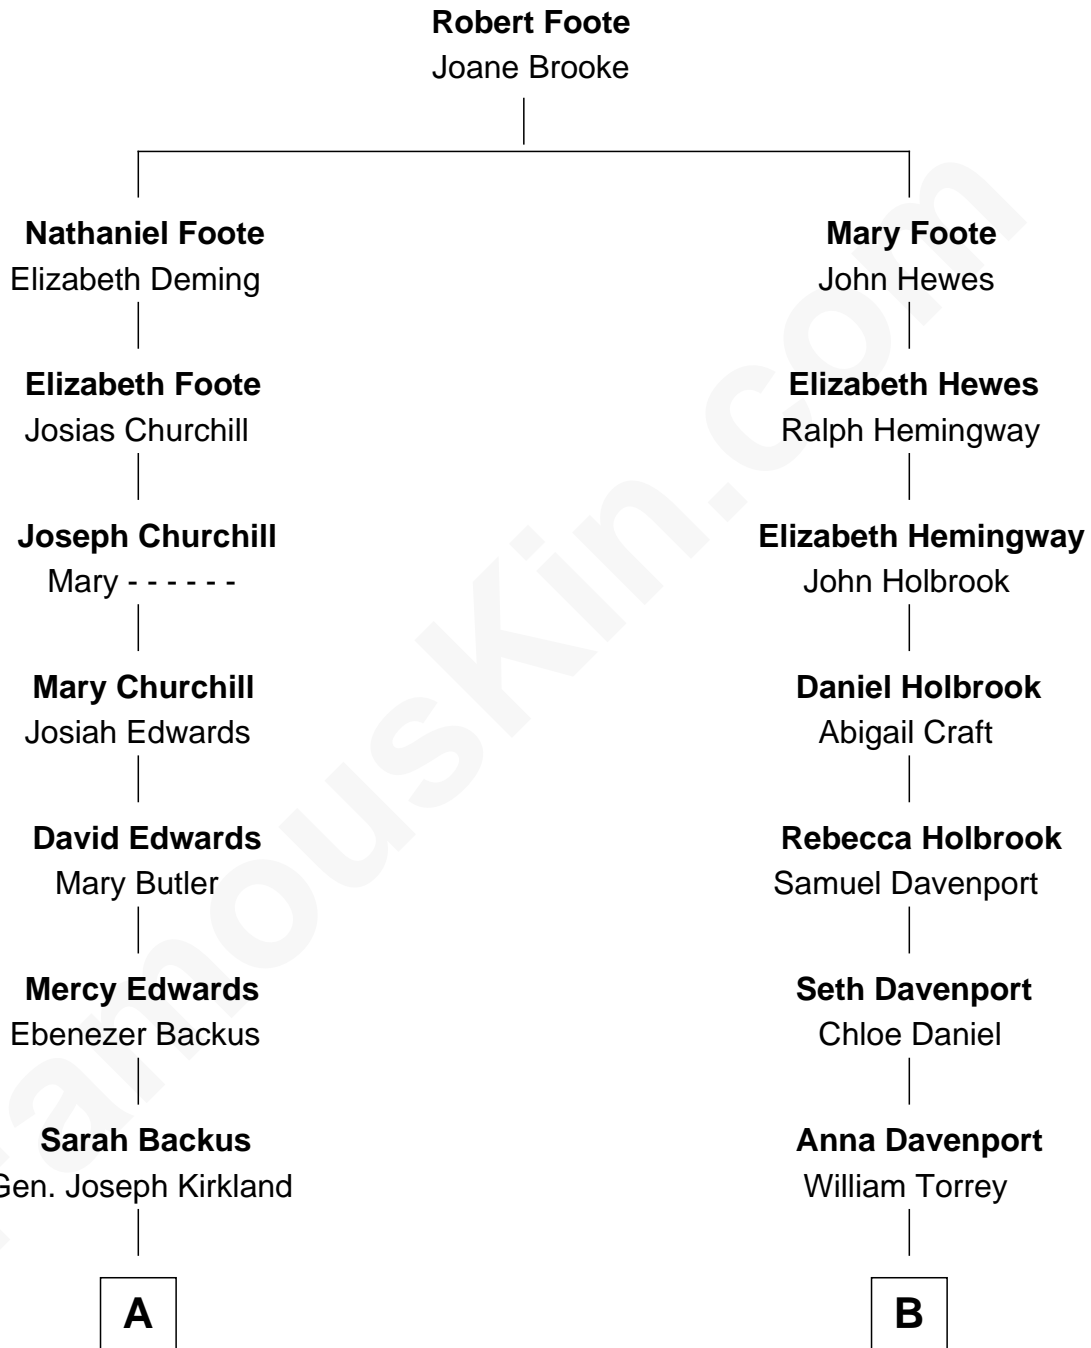 Robert Foote
Joane Brooke
Nathaniel Foote
Elizabeth Deming
Mary Foote
John Hewes
Elizabeth Foote
Josias Churchill
Elizabeth Hewes
Ralph Hemingway
Joseph Churchill
Mary - - - - - -
Elizabeth Hemingway
John Holbrook
Mary Churchill
Josiah Edwards
Daniel Holbrook
Abigail Craft
David Edwards
Mary Butler
Rebecca Holbrook
Samuel Davenport
Mercy Edwards
Ebenezer Backus
Seth Davenport
Chloe Daniel
Sarah Backus
Gen. Joseph Kirkland
Anna Davenport
William Torrey
A
B
FamousKin.com